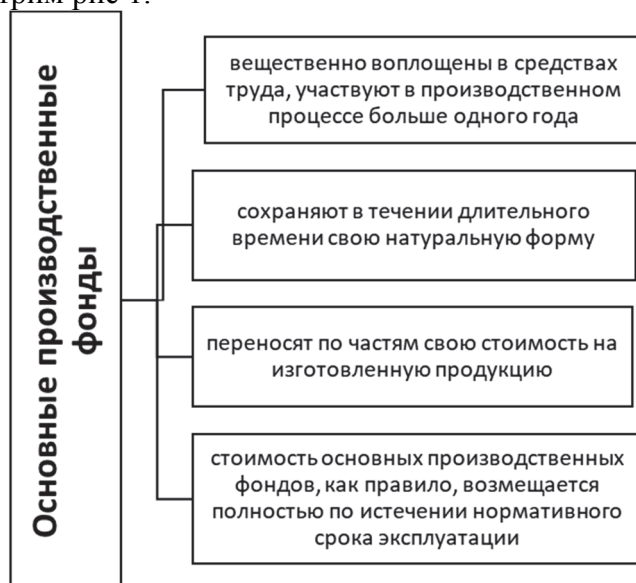 Основные производственные
фонды
вещественно воплощены в средствах
труда, участвуют в производственном
процессе больше одного года
сохраняют в течении длительного
времени свою натуральную форму
переносят по частям свою стоимость на
изготовленную продукцию
стоимость основных производственных
фондов, как правило, возмещается
полностью по истечении нормативного
срока эксплуатации